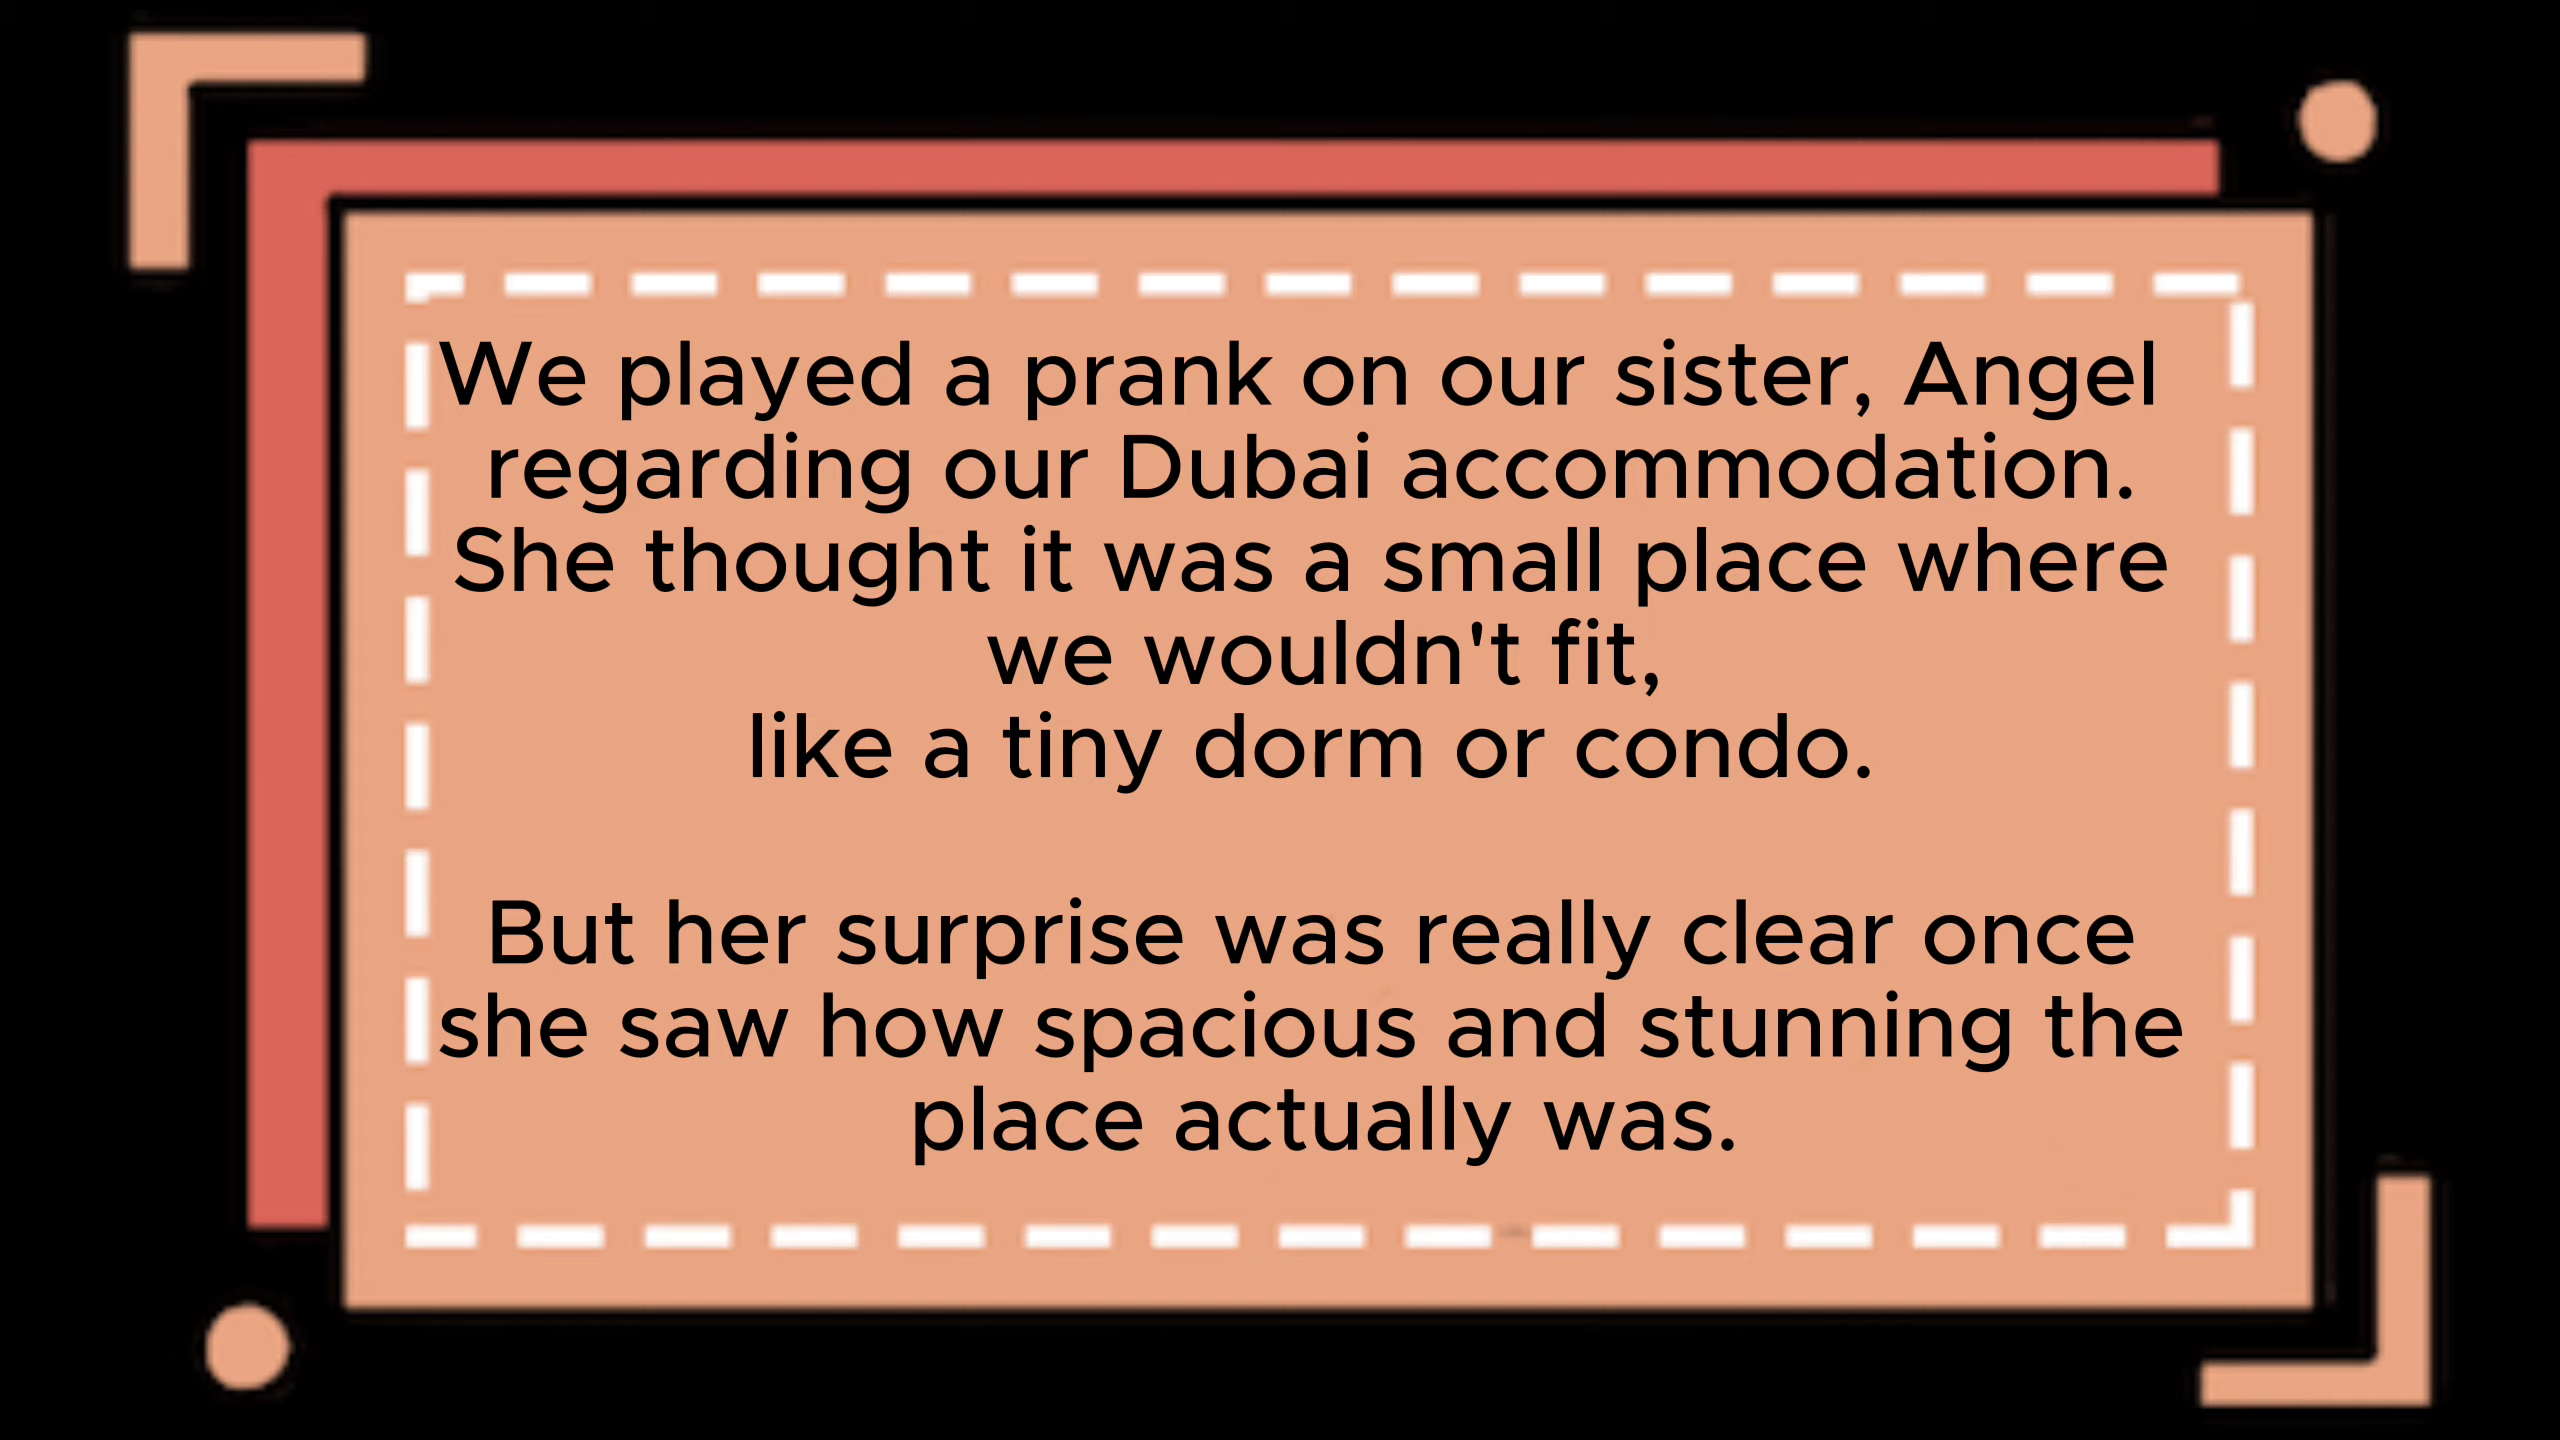 We played a prank on our sister, Angel
regarding our Dubai accommodation.
She thought it was a small place where
we wouldn't fit,
like a tiny dorm or condo.
But her surprise was really clear once
she saw how spacious and stunning the
place actually was.